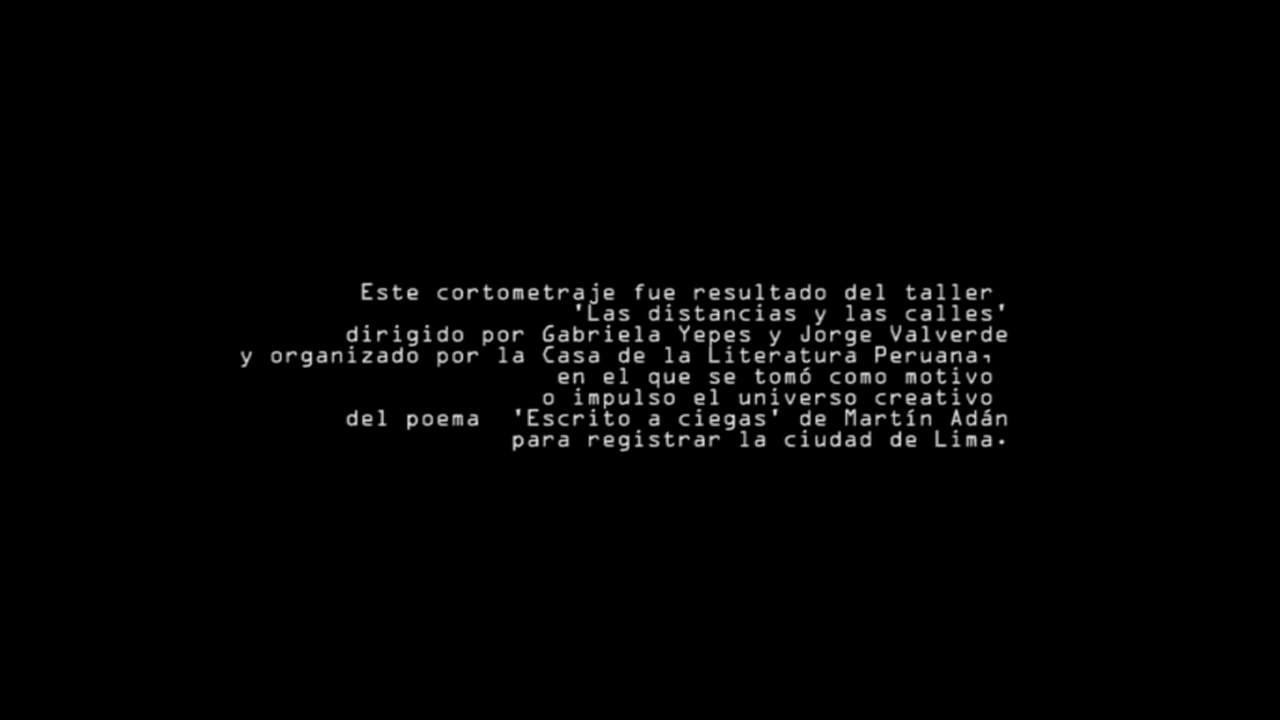 Este cortometraje fue resultado del taller
'Las distancias y las calles'
dirigido por Gabriela Yepes y Jorge Valverde
y organizado por la Casa de la Literatura Peruana,
en el que se tomó como motivo
o impulso el universo creativo
del poema 'Escrito a ciegas' de Martín Adán
para registrar la ciudad de Lima.